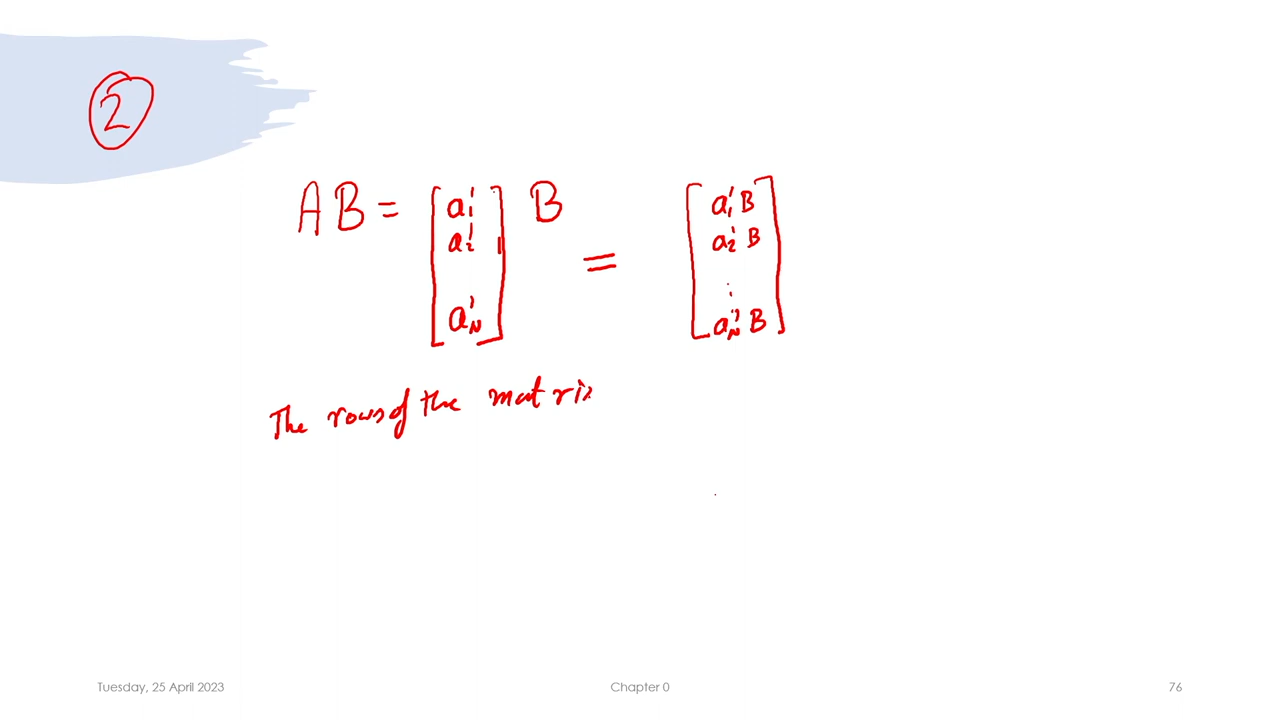 2
AB = [a'₁ a'₂ a'N] B = [a'₁B a'₂B ⋮ a'NB]
The rows of the matrix
Tuesday, 25 April 2023 Chapter 0 76